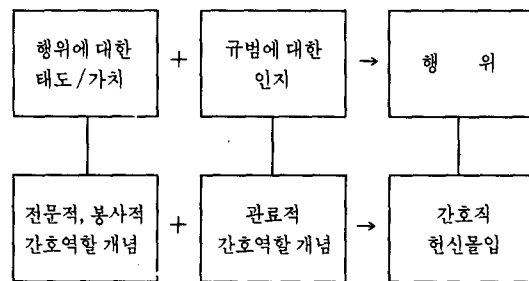 행위에 대한 태도/가치 + 규범에 대한 인지 → 행 위
전문적, 봉사적 간호역할 개념 + 관료적 간호역할 개념 → 간호직 헌신몰입